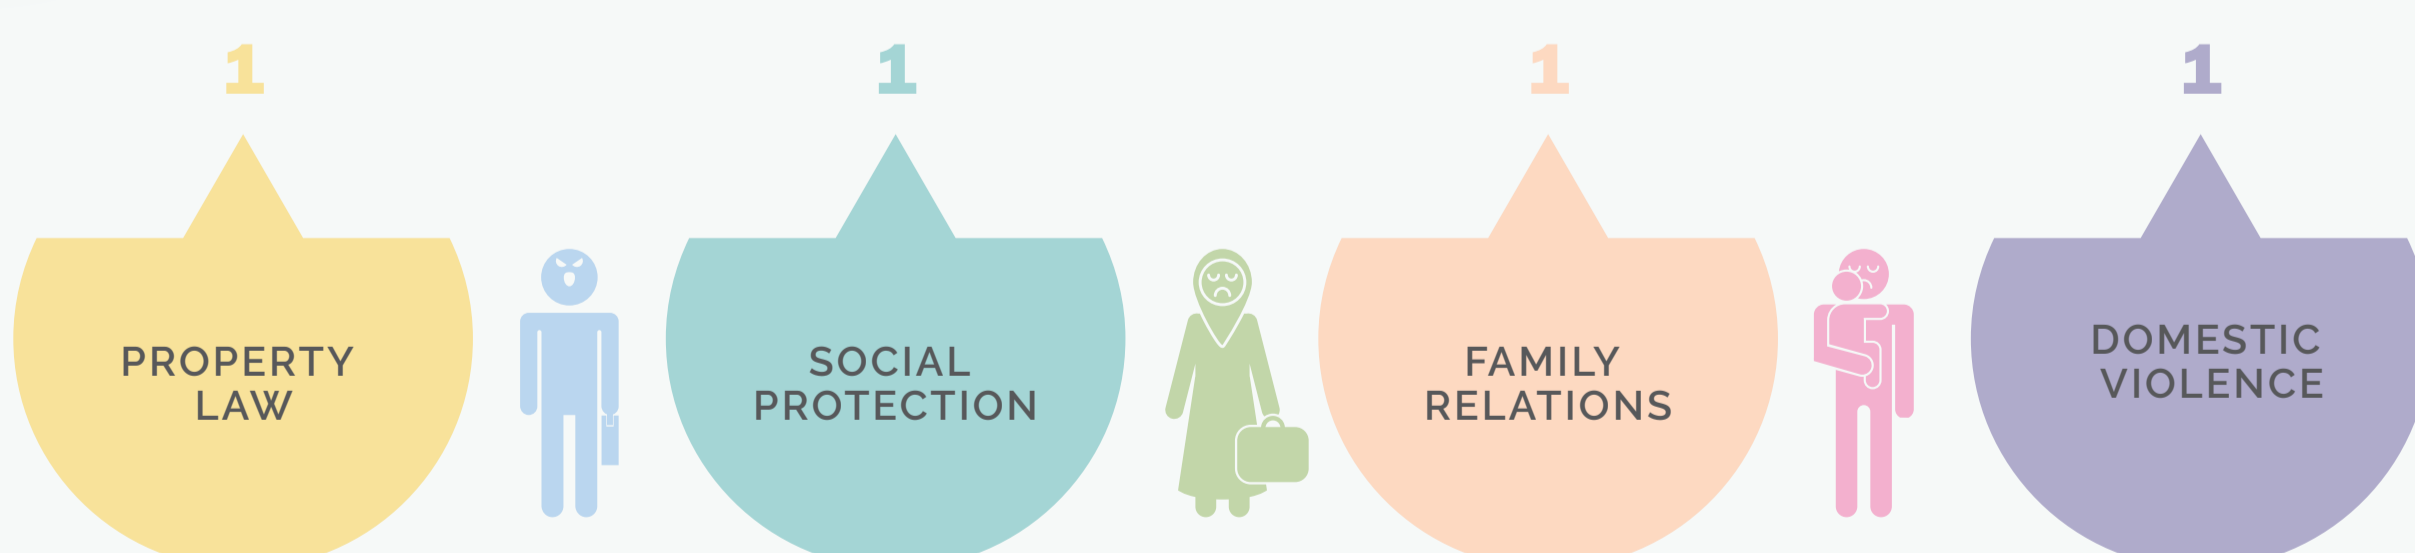 1
1
1
1
PROPERTY
LAW
SOCIAL
PROTECTION
FAMILY
RELATIONS
DOMESTIC
VIOLENCE